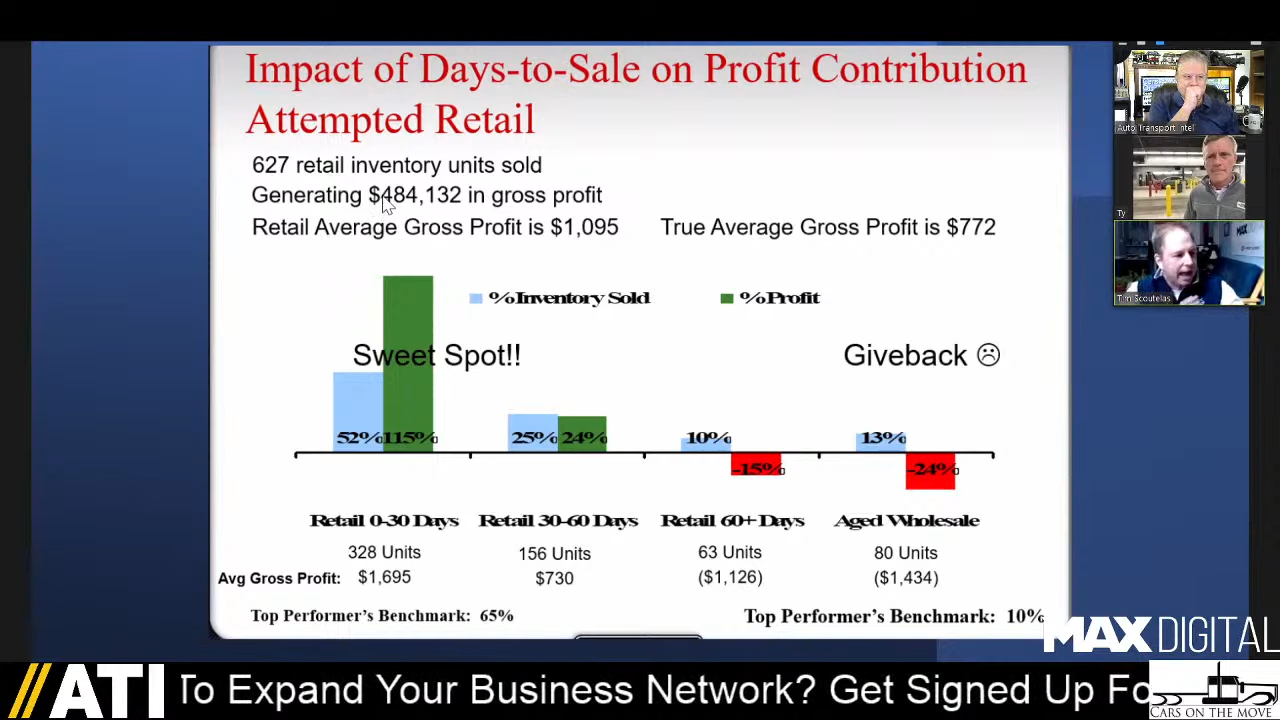 Impact of Days-to-Sale on Profit Contribution
Attempted Retail
627 retail inventory units sold
Generating $484,132 in gross profit
Retail Average Gross Profit is $1,095 True Average Gross Profit is $772
% Inventory Sold % Profit
Sweet Spot!! Giveback ☹
52% 115% 25% 24% 10% 13%
-15% -24%
Retail 0-30 Days Retail 30-60 Days Retail 60+ Days Aged Wholesale
328 Units 156 Units 63 Units 80 Units
Avg Gross Profit: $1,695 $730 ($1,126) ($1,434)
Top Performer's Benchmark: 65% Top Performer's Benchmark: 10%
Auto Transport Intel
Ty
MAX
Tim Scoutelas
MAXDIGITAL
//ATI To Expand Your Business Network? Get Signed Up Fo
CARS ON THE MOVE